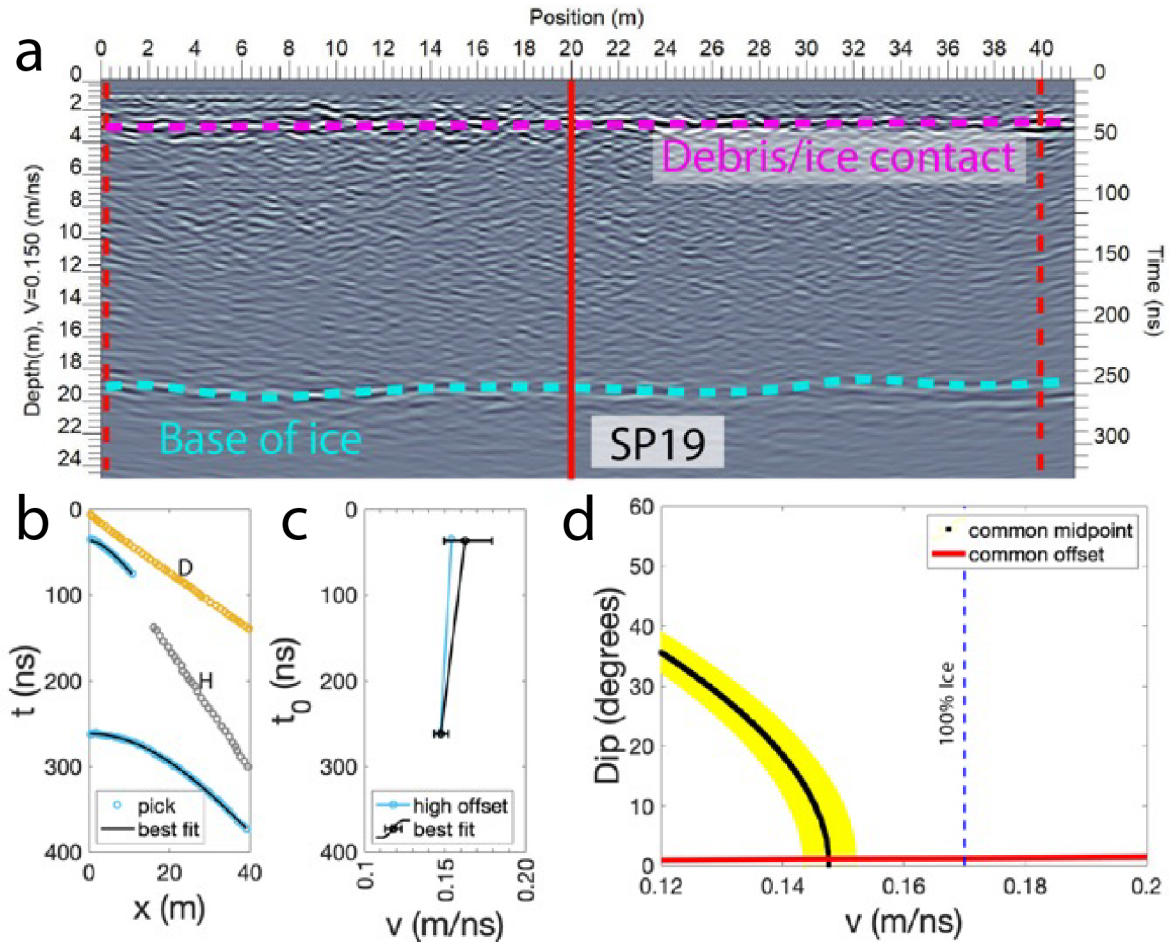 Position (m)
a
0 2 4 6 8 10 12 14 16 18 20 22 24 26 28 30 32 34 36 38 40
0 2 4 6 8 10 12 14 16 18 20 22 24
Depth(m), V=0.150 (m/ns)
0 50 100 150 200 250 300
Time (ns)
Debris/ice contact
Base of ice
SP19
b
0 100 200 300 400
t (ns)
D
H
pick
best fit
0 20 40
x (m)
c
0 100 200 300 400
t0 (ns)
high offset
best fit
0.1 0.15 0.20
v (m/ns)
d
60 50 40 30 20 10 0
Dip (degrees)
common midpoint
common offset
100% Ice
0.12 0.14 0.16 0.18 0.2
v (m/ns)